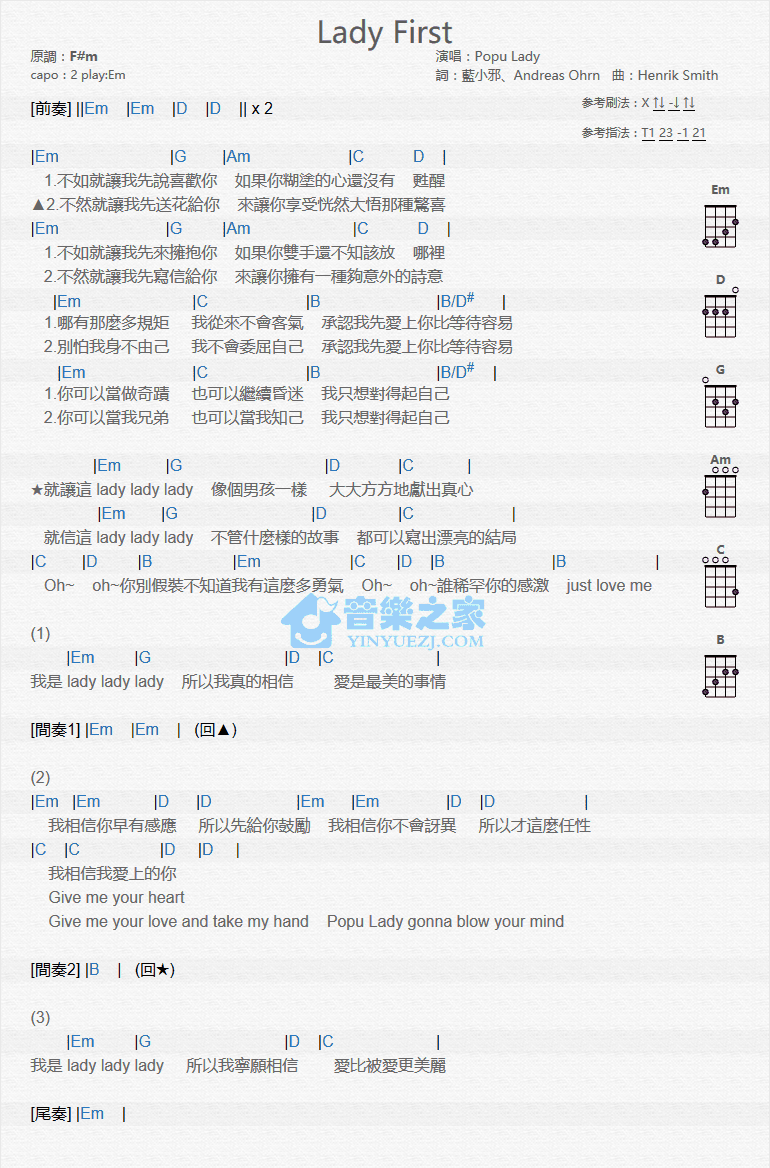 Lady First
原調：F#m
capo：2 play:Em
演唱：Popu Lady
詞：藍小邪、Andreas Ohrn 曲：Henrik Smith
參考刷法：X ↑↓ -↓ ↑↓
參考指法：T1 23 -1 21
[前奏] ||Em |Em |D |D || x 2
|Em |G |Am |C D |
1.不如就讓我先說喜歡你 如果你糊塗的心還沒有 甦醒
▲2.不然就讓我先送花給你 來讓你享受恍然大悟那種驚喜
|Em |G |Am |C D |
1.不如就讓我先來擁抱你 如果你雙手還不知該放 哪裡
2.不然就讓我先寫信給你 來讓你擁有一種夠意外的詩意
|Em |C |B |B/D# |
1.哪有那麼多規矩 我從來不會客氣 承認我先愛上你比等待容易
2.別怕我身不由己 我不會委屈自己 承認我先愛上你比等待容易
|Em |C |B |B/D# |
1.你可以當做奇蹟 也可以繼續昏迷 我只想對得起自己
2.你可以當我兄弟 也可以當我知己 我只想對得起自己
|Em |G |D |C |
★就讓這 lady lady lady 像個男孩一樣 大大方方地獻出真心
|Em |G |D |C |
就信這 lady lady lady 不管什麼樣的故事 都可以寫出漂亮的結局
|C |D |B |Em |C |D |B |B |
Oh~ oh~你別假裝不知道我有這麼多勇氣 Oh~ oh~誰稀罕你的感激 just love me
(1)
|Em |G |D |C |
我是 lady lady lady 所以我真的相信 愛是最美的事情
[間奏1] |Em |Em | (回▲)
(2)
|Em |Em |D |D |Em |Em |D |D |
我相信你早有感應 所以先給你鼓勵 我相信你不會訝異 所以才這麼任性
|C |C |D |D |
我相信我愛上的你
Give me your heart
Give me your love and take my hand Popu Lady gonna blow your mind
[間奏2] |B | (回★)
(3)
|Em |G |D |C |
我是 lady lady lady 所以我寧願相信 愛比被愛更美麗
[尾奏] |Em |
Em
D
G
Am
C
B
音樂之家
YINYUEZJ.COM